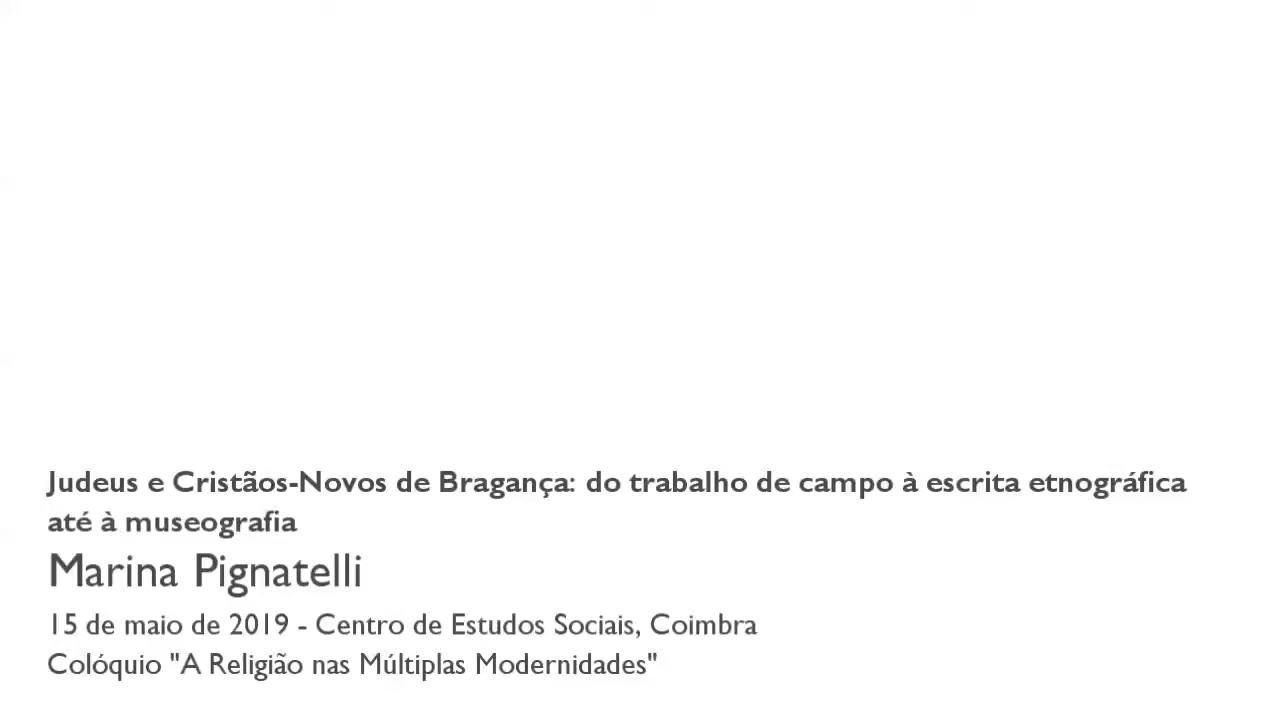 Judeus e Cristãos-Novos de Bragança: do trabalho de campo à escrita etnográfica
até à museografia
Marina Pignatelli
15 de maio de 2019 - Centro de Estudos Sociais, Coimbra
Colóquio "A Religião nas Múltiplas Modernidades"